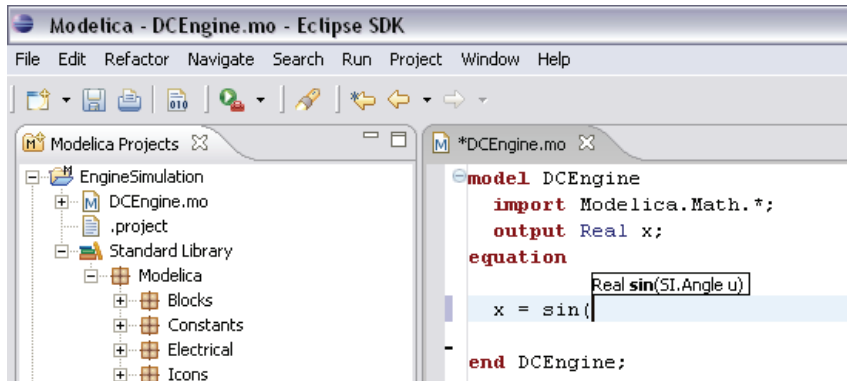 Modelica - DCEngine.mo - Eclipse SDK
File Edit Refactor Navigate Search Run Project Window Help
010
M Modelica Projects
EngineSimulation
M DCEngine.mo
.project
Standard Library
Modelica
Blocks
Constants
Electrical
Icons
M *DCEngine.mo
model DCEngine
import Modelica.Math.*;
output Real x;
equation
Real sin(SI.Angle u)
x = sin(
end DCEngine;